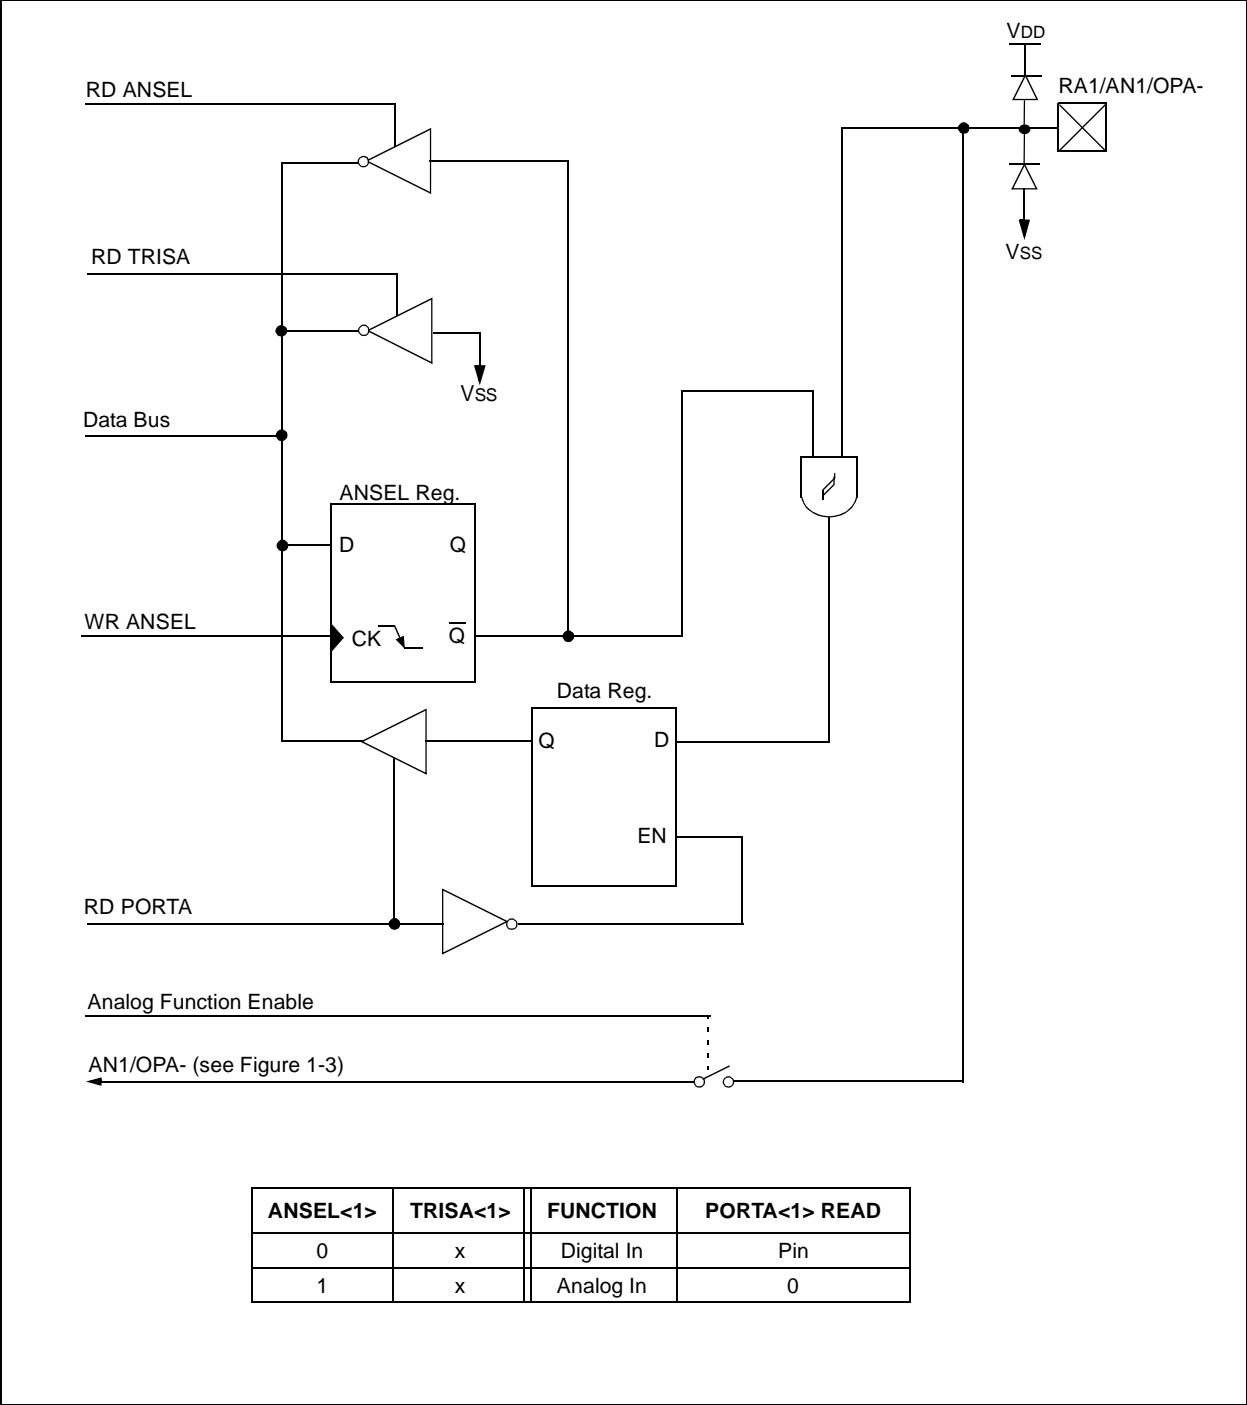 VDD
RD ANSEL
RA1/AN1/OPA-
RD TRISA
VSS
VSS
Data Bus
ANSEL Reg.
D Q
WR ANSEL
CK Q̅
Data Reg.
Q D
EN
RD PORTA
Analog Function Enable
AN1/OPA- (see Figure 1-3)
ANSEL<1> TRISA<1> FUNCTION PORTA<1> READ
0 x Digital In Pin
1 x Analog In 0